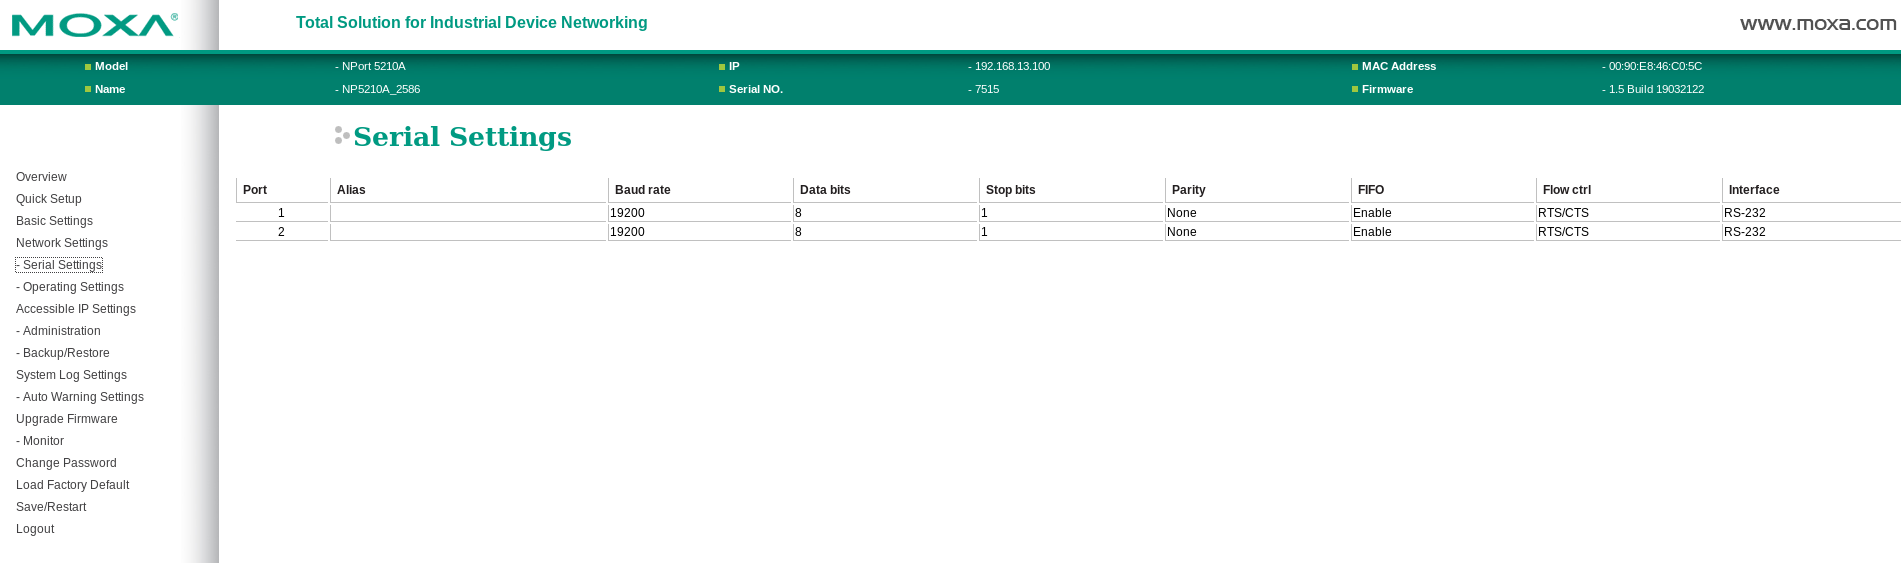 MOXA®
Total Solution for Industrial Device Networking
www.moxa.com
Model - NPort 5210A IP - 192.168.13.100 MAC Address - 00:90:E8:46:C0:5C
Name - NP5210A_2586 Serial NO. - 7515 Firmware - 1.5 Build 19032122
Overview
Quick Setup
Basic Settings
Network Settings
- Serial Settings
- Operating Settings
Accessible IP Settings
- Administration
- Backup/Restore
System Log Settings
- Auto Warning Settings
Upgrade Firmware
- Monitor
Change Password
Load Factory Default
Save/Restart
Logout
Serial Settings
Port Alias Baud rate Data bits Stop bits Parity FIFO Flow ctrl Interface
1 19200 8 1 None Enable RTS/CTS RS-232
2 19200 8 1 None Enable RTS/CTS RS-232